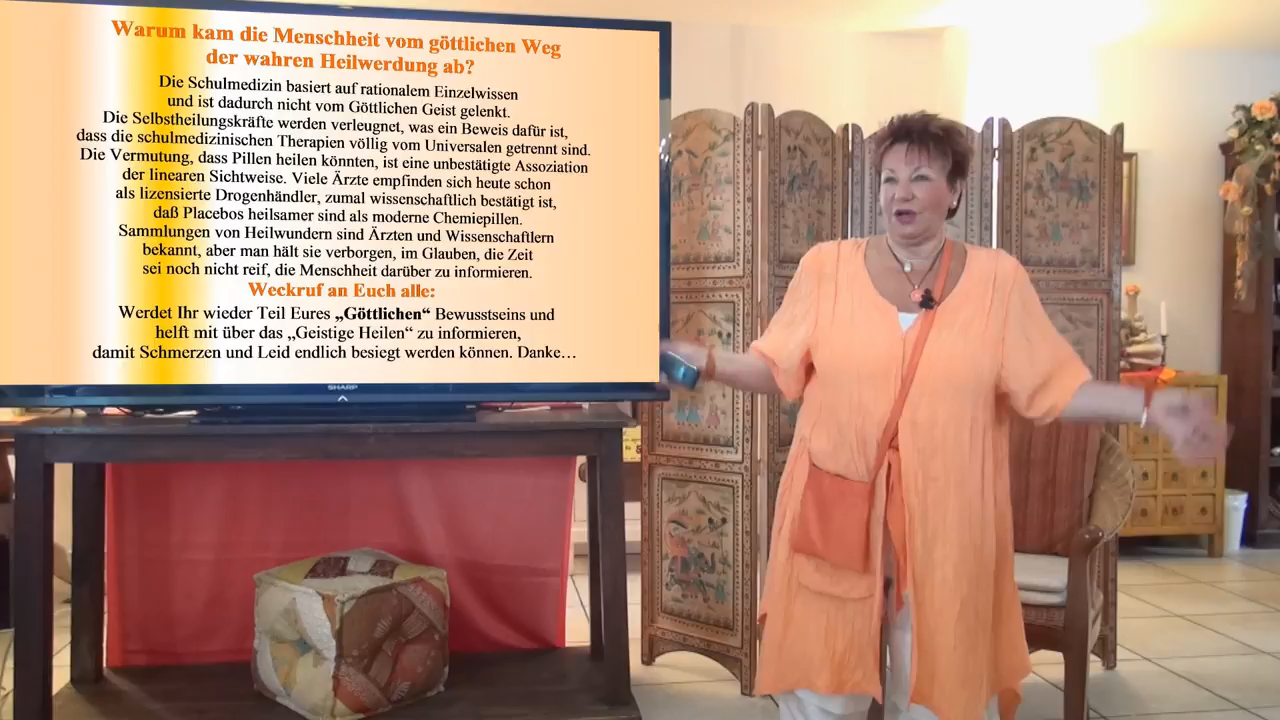 Warum kam die Menschheit vom göttlichen Weg
der wahren Heilwerdung ab?
Die Schulmedizin basiert auf rationalem Einzelwissen
und ist dadurch nicht vom Göttlichen Geist gelenkt.
Die Selbstheilungskräfte werden verleugnet, was ein Beweis dafür ist,
dass die schulmedizinischen Therapien völlig vom Universalen getrennt sind.
Die Vermutung, dass Pillen heilen könnten, ist eine unbestätigte Assoziation
der linearen Sichtweise. Viele Ärzte empfinden sich heute schon
als lizensierte Drogenhändler, zumal wissenschaftlich bestätigt ist,
daß Placebos heilsamer sind als moderne Chemiepillen.
Sammlungen von Heilwundern sind Ärzten und Wissenschaftlern
bekannt, aber man hält sie verborgen, im Glauben, die Zeit
sei noch nicht reif, die Menschheit darüber zu informieren.
Weckruf an Euch alle:
Werdet Ihr wieder Teil Eures „Göttlichen“ Bewusstseins und
helft mit über das „Geistige Heilen“ zu informieren,
damit Schmerzen und Leid endlich besiegt werden können. Danke…
SHARP